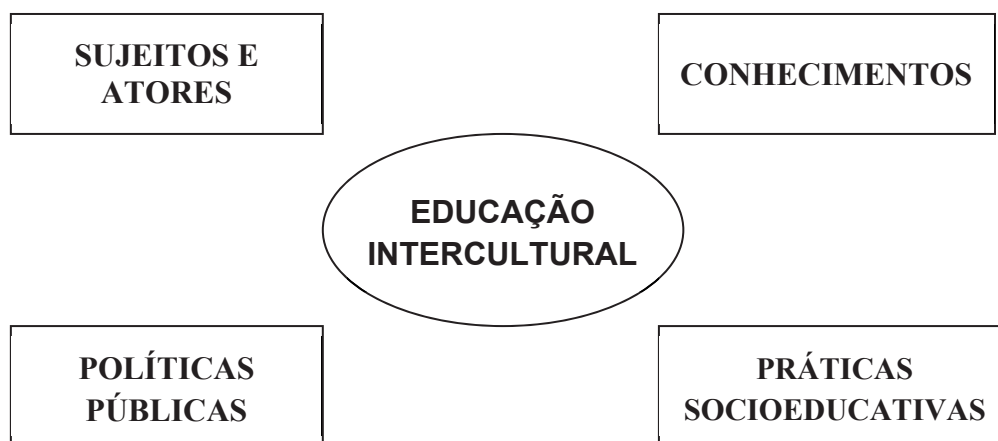 SUJEITOS E
ATORES
CONHECIMENTOS
EDUCAÇÃO
INTERCULTURAL
POLÍTICAS
PÚBLICAS
PRÁTICAS
SOCIOEDUCATIVAS